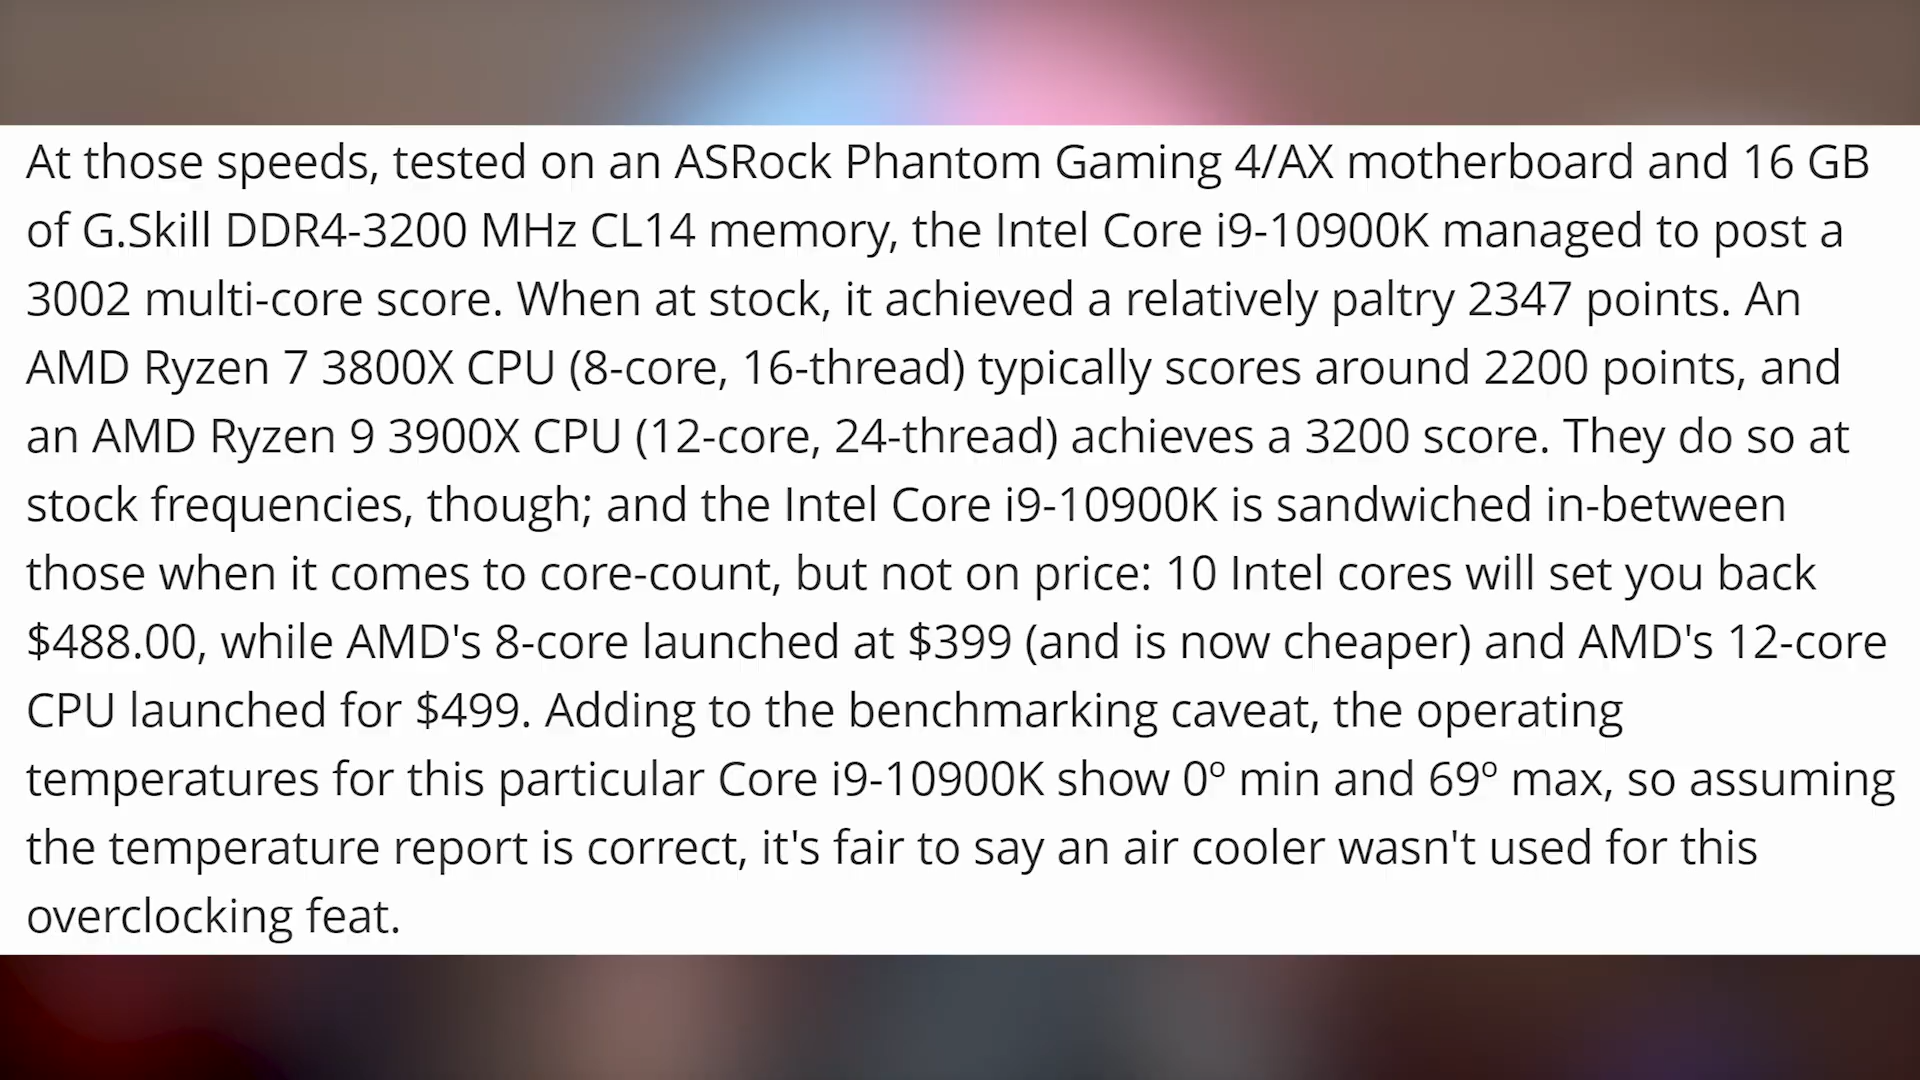 At those speeds, tested on an ASRock Phantom Gaming 4/AX motherboard and 16 GB
of G.Skill DDR4-3200 MHz CL14 memory, the Intel Core i9-10900K managed to post a
3002 multi-core score. When at stock, it achieved a relatively paltry 2347 points. An
AMD Ryzen 7 3800X CPU (8-core, 16-thread) typically scores around 2200 points, and
an AMD Ryzen 9 3900X CPU (12-core, 24-thread) achieves a 3200 score. They do so at
stock frequencies, though; and the Intel Core i9-10900K is sandwiched in-between
those when it comes to core-count, but not on price: 10 Intel cores will set you back
$488.00, while AMD's 8-core launched at $399 (and is now cheaper) and AMD's 12-core
CPU launched for $499. Adding to the benchmarking caveat, the operating
temperatures for this particular Core i9-10900K show 0º min and 69º max, so assuming
the temperature report is correct, it's fair to say an air cooler wasn't used for this
overclocking feat.